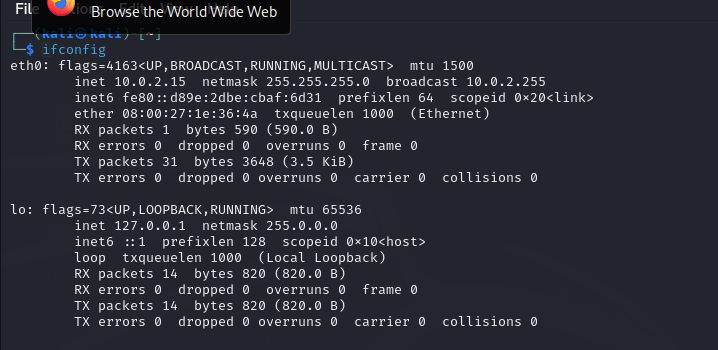 File
Browse the World Wide Web
┌──(kali㉿kali)-[~]
└─$ ifconfig
eth0: flags=4163<UP,BROADCAST,RUNNING,MULTICAST>  mtu 1500
        inet 10.0.2.15  netmask 255.255.255.0  broadcast 10.0.2.255
        inet6 fe80::d89e:2dbe:cbaf:6d31  prefixlen 64  scopeid 0×20<link>
        ether 08:00:27:1e:36:4a  txqueuelen 1000  (Ethernet)
        RX packets 1  bytes 590 (590.0 B)
        RX errors 0  dropped 0  overruns 0  frame 0
        TX packets 31  bytes 3648 (3.5 KiB)
        TX errors 0  dropped 0 overruns 0  carrier 0  collisions 0

lo: flags=73<UP,LOOPBACK,RUNNING>  mtu 65536
        inet 127.0.0.1  netmask 255.0.0.0
        inet6 ::1  prefixlen 128  scopeid 0×10<host>
        loop  txqueuelen 1000  (Local Loopback)
        RX packets 14  bytes 820 (820.0 B)
        RX errors 0  dropped 0  overruns 0  frame 0
        TX packets 14  bytes 820 (820.0 B)
        TX errors 0  dropped 0 overruns 0  carrier 0  collisions 0